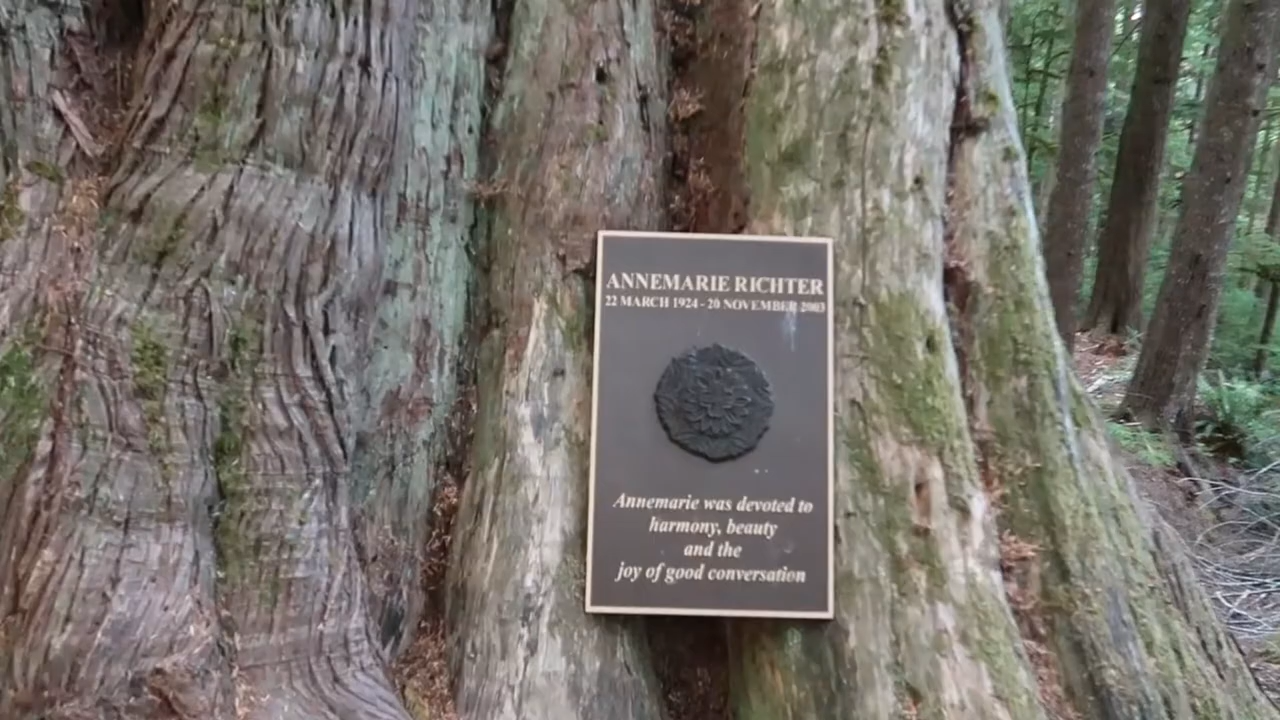 ANNEMARIE RICHTER
22 MARCH 1924 - 20 NOVEMBER 2003
Annemarie was devoted to
harmony, beauty
and the
joy of good conversation